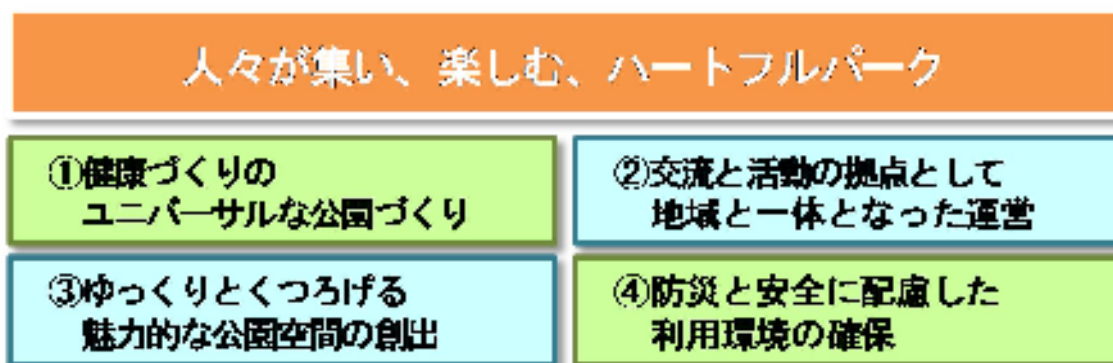 人々が集い、楽しむ、ハートフルパーク
①健康づくりの
ユニバーサルな公園づくり
②交流と活動の拠点として
地域と一体となった運営
③ゆっくりとくつろげる
魅力的な公園空間の創出
④防災と安全に配慮した
利用環境の確保